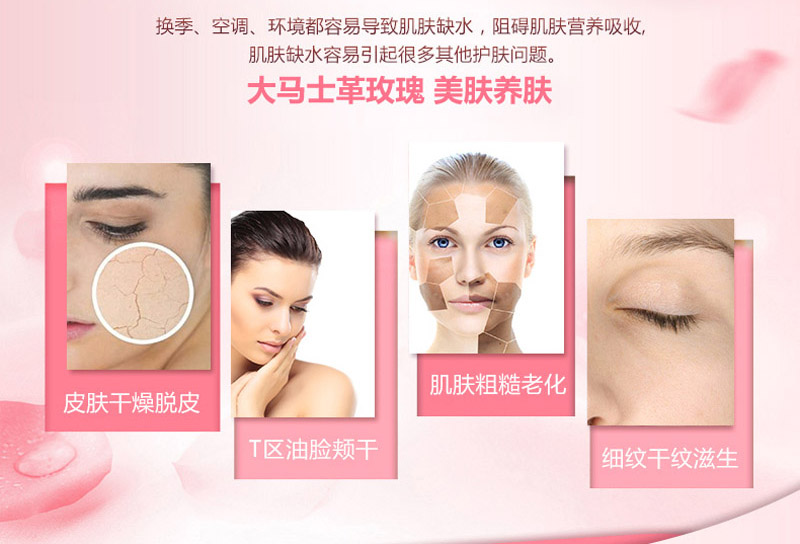 换季、空调、环境都容易导致肌肤缺水，阻碍肌肤营养吸收,
肌肤缺水容易引起很多其他护肤问题。
大马士革玫瑰 美肤养肤
皮肤干燥脱皮
T区油脸颊干
肌肤粗糙老化
细纹干纹滋生